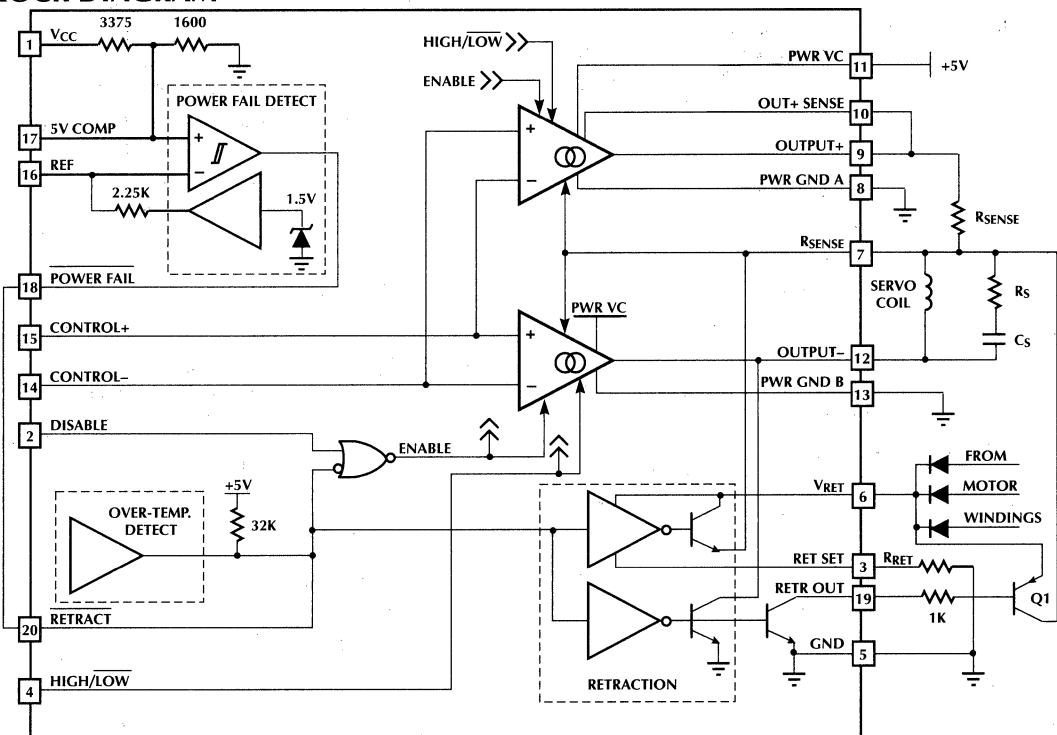 BLOCK DIAGRAM
1 VCC 3375 1600
HIGH/LOW
ENABLE
PWR VC 11 +5V
POWER FAIL DETECT
OUT+ SENSE 10
17 5V COMP
+
−
+
−
OUTPUT+ 9
16 REF
2.25K
1.5V
PWR GND A 8
RSENSE
RSENSE 7
18 POWER FAIL
SERVO
COIL
RS
CS
PWR VC
15 CONTROL+
+
−
OUTPUT− 12
14 CONTROL−
PWR GND B 13
2 DISABLE
ENABLE
FROM
MOTOR
WINDINGS
VRET 6
+5V
OVER-TEMP.
DETECT
32K
RET SET 3 RRET
RETR OUT 19
1K
Q1
20 RETRACT
GND 5
4 HIGH/LOW
RETRACTION